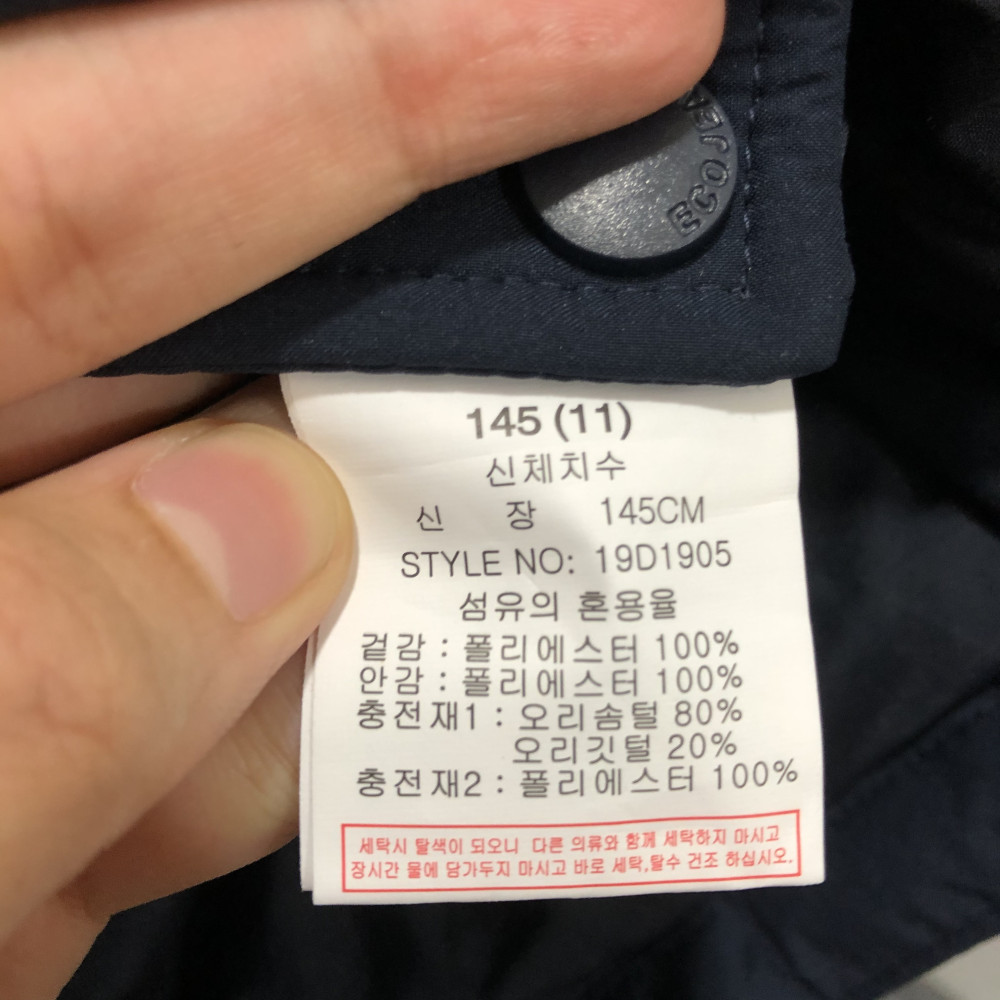 145 (11)
신체치수
신 장 145CM
STYLE NO: 19D1905
섬유의 혼용율
겉감 : 폴리에스터 100%
안감 : 폴리에스터 100%
충전재1 : 오리솜털 80%
오리깃털 20%
충전재2 : 폴리에스터 100%
세탁시 탈색이 되오니 다른 의류와 함께 세탁하지 마시고
장시간 물에 담가두지 마시고 바로 세탁,탈수 건조 하십시오.